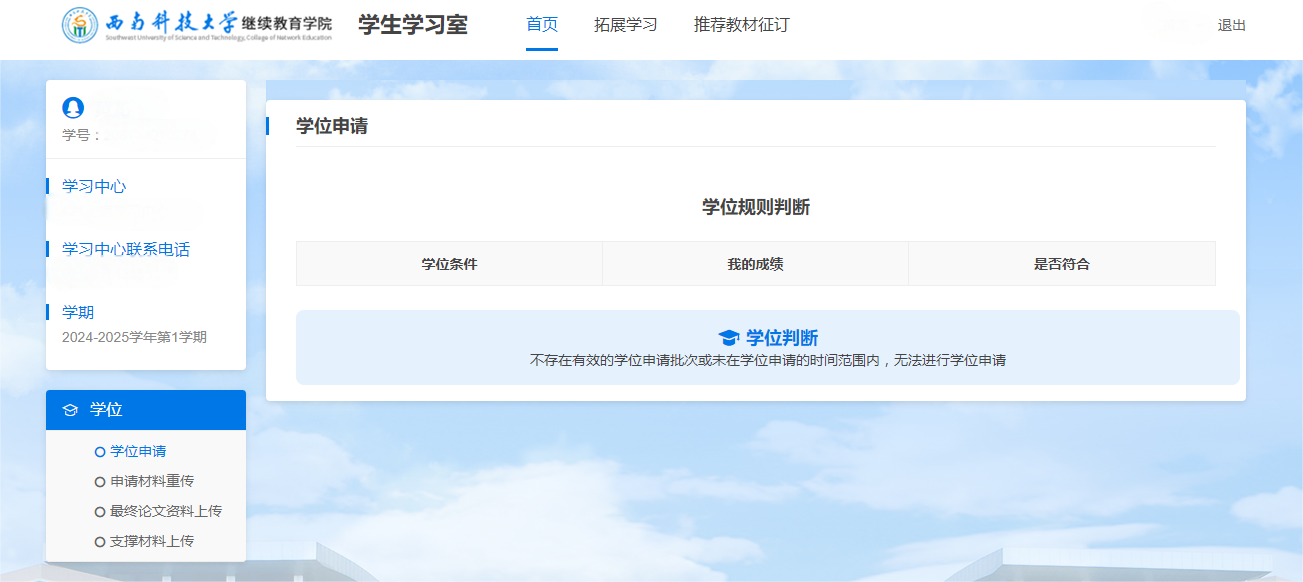 西南科技大学继续教育学院
Southwest University of Science and Technology, College of Network Education
学生学习室
首页
拓展学习
推荐教材征订
退出
学号：
学习中心
学习中心联系电话
学期
2024-2025学年第1学期
学位
学位申请
申请材料重传
最终论文资料上传
支撑材料上传
学位申请
学位规则判断
学位条件
我的成绩
是否符合
学位判断
不存在有效的学位申请批次或未在学位申请的时间范围内，无法进行学位申请